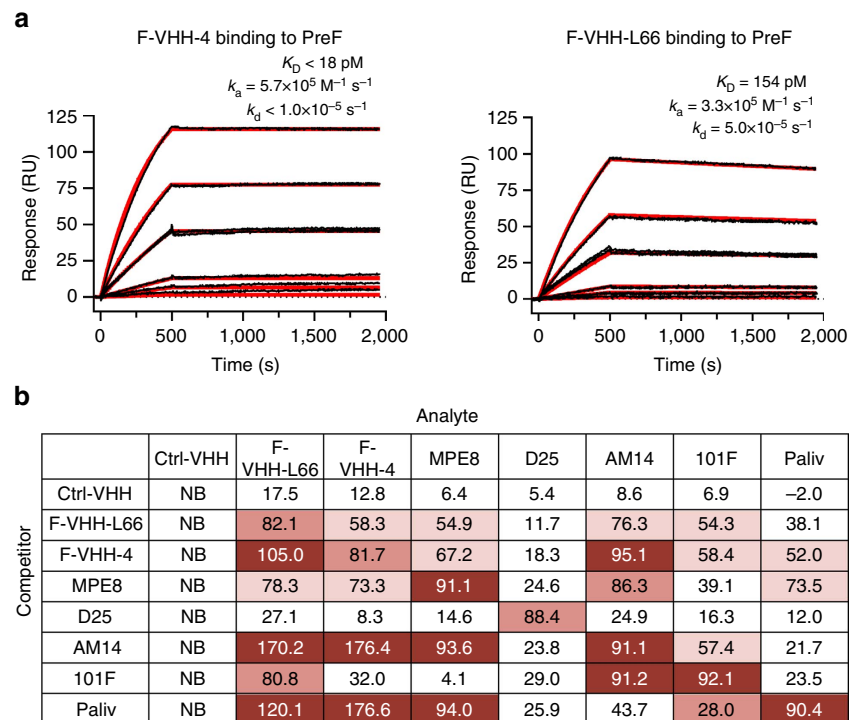 a
F-VHH-4 binding to PreF
K_D < 18 pM
k_a = 5.7×10⁵ M⁻¹ s⁻¹
k_d < 1.0×10⁻⁵ s⁻¹
Response (RU)
125
100
75
50
25
0
0 500 1,000 1,500 2,000
Time (s)
F-VHH-L66 binding to PreF
K_D = 154 pM
k_a = 3.3×10⁵ M⁻¹ s⁻¹
k_d = 5.0×10⁻⁵ s⁻¹
Response (RU)
125
100
75
50
25
0
0 500 1,000 1,500 2,000
Time (s)
b
Analyte
Competitor
Ctrl-VHH F-VHH-L66 F-VHH-4 MPE8 D25 AM14 101F Paliv
Ctrl-VHH NB 17.5 12.8 6.4 5.4 8.6 6.9 –2.0
F-VHH-L66 NB 82.1 58.3 54.9 11.7 76.3 54.3 38.1
F-VHH-4 NB 105.0 81.7 67.2 18.3 95.1 58.4 52.0
MPE8 NB 78.3 73.3 91.1 24.6 86.3 39.1 73.5
D25 NB 27.1 8.3 14.6 88.4 24.9 16.3 12.0
AM14 NB 170.2 176.4 93.6 23.8 91.1 57.4 21.7
101F NB 80.8 32.0 4.1 29.0 91.2 92.1 23.5
Paliv NB 120.1 176.6 94.0 25.9 43.7 28.0 90.4